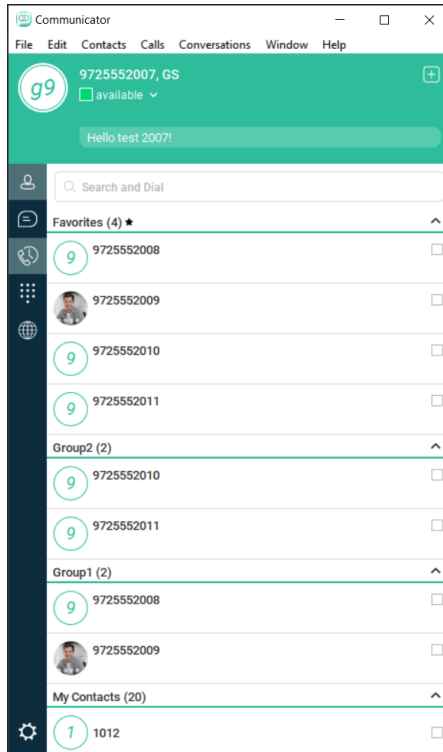 Communicator
File Edit Contacts Calls Conversations Window Help
g9
9725552007, GS
available
Hello test 2007!
Search and Dial
Favorites (4)
9 9725552008
9725552009
9 9725552010
9 9725552011
Group2 (2)
9 9725552010
9 9725552011
Group1 (2)
9 9725552008
9725552009
My Contacts (20)
1 1012